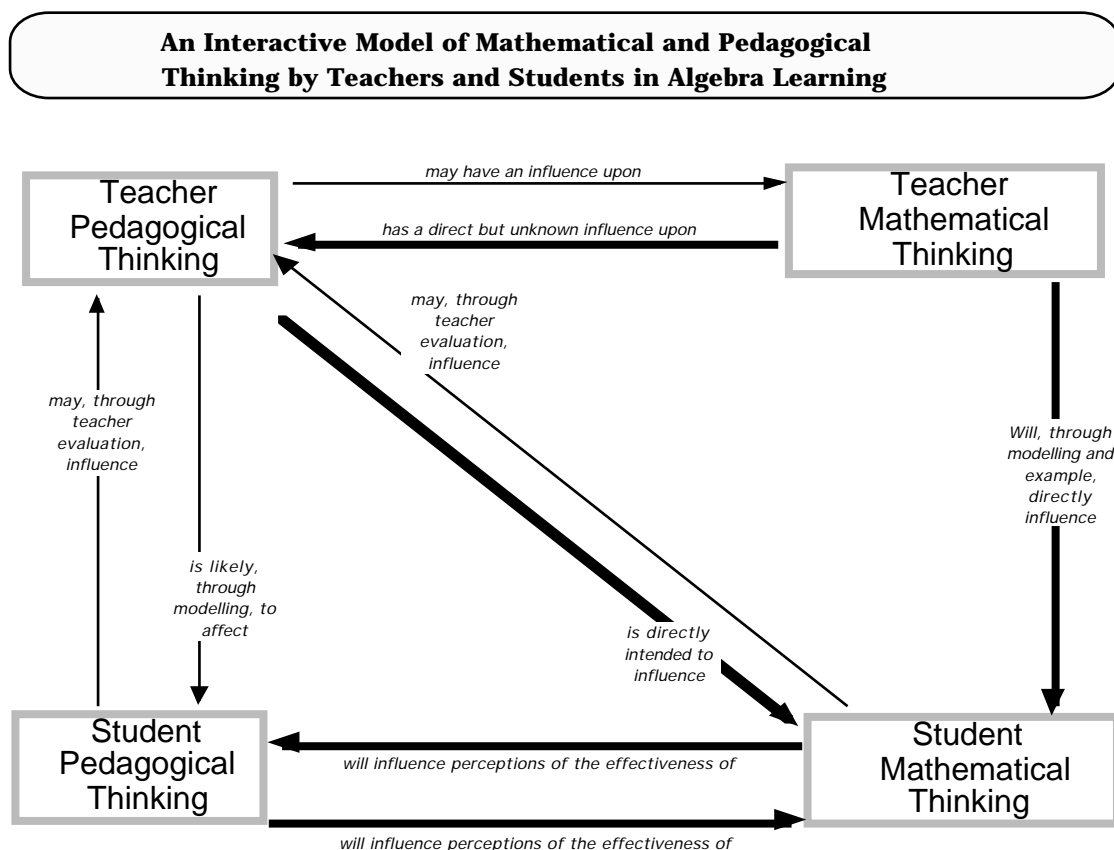 An Interactive Model of Mathematical and Pedagogical
Thinking by Teachers and Students in Algebra Learning
Teacher
Pedagogical
Thinking
may have an influence upon
has a direct but unknown influence upon
Teacher
Mathematical
Thinking
may, through
teacher
evaluation,
influence
may, through
teacher
evaluation,
influence
Will, through
modelling and
example,
directly
influence
is likely,
through
modelling, to
affect
is directly
intended to
influence
Student
Pedagogical
Thinking
will influence perceptions of the effectiveness of
Student
Mathematical
Thinking
will influence perceptions of the effectiveness of